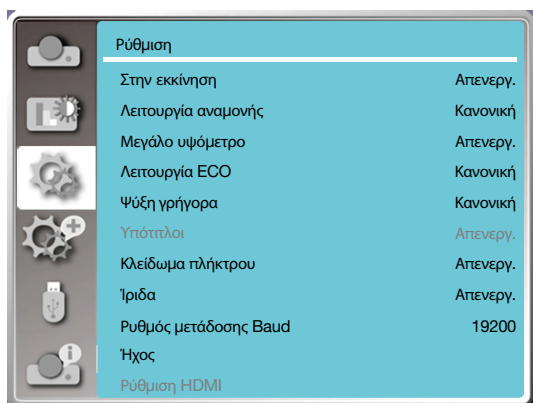 Ρύθμιση
Στην εκκίνηση Απενεργ.
Λειτουργία αναμονής Κανονική
Μεγάλο υψόμετρο Απενεργ.
Λειτουργία ECO Κανονική
Ψύξη γρήγορα Κανονική
Υπότιτλοι Απενεργ.
Κλείδωμα πλήκτρου Απενεργ.
Ίριδα Απενεργ.
Ρυθμός μετάδοσης Baud 19200
Ήχος
Ρύθμιση HDMI